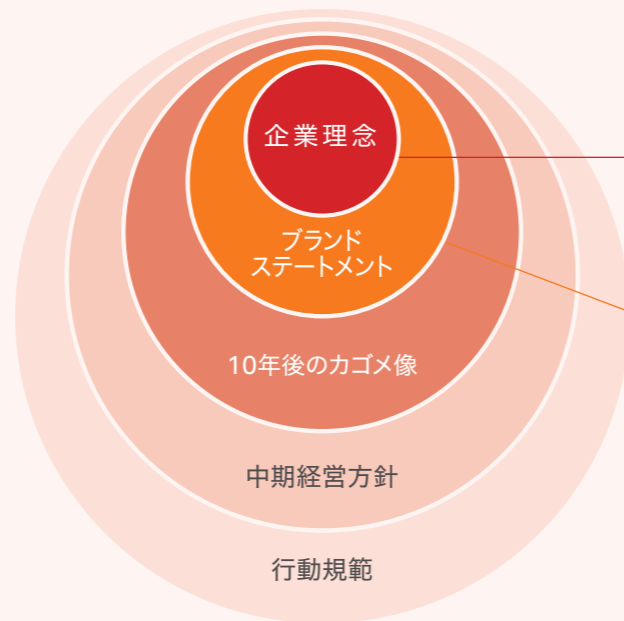 企業理念
ブランド
ステートメント
10年後のカゴメ像
中期経営方針
行動規範